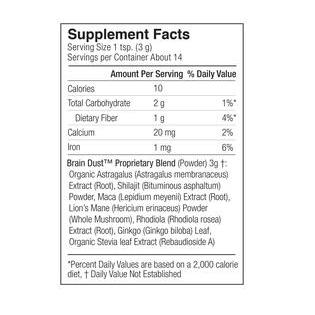 Supplement Facts
Serving Size 1 tsp. (3 g)
Servings per Container About 14
Amount Per Serving % Daily Value
Calories 10
Total Carbohydrate 2 g 1%*
Dietary Fiber 1 g 4%*
Calcium 20 mg 2%
Iron 1 mg 6%
Brain Dust™ Proprietary Blend (Powder) 3g †:
Organic Astragalus (Astragalus membranaceus)
Extract (Root), Shilajit (Bituminous asphaltum)
Powder, Maca (Lepidium meyenii) Extract (Root),
Lion's Mane (Hericium erinaceus) Powder
(Whole Mushroom), Rhodiola (Rhodiola rosea)
Extract (Root), Ginkgo (Ginkgo biloba) Leaf,
Organic Stevia leaf Extract (Rebaudioside A)
*Percent Daily Values are based on a 2,000 calorie
diet, † Daily Value Not Established